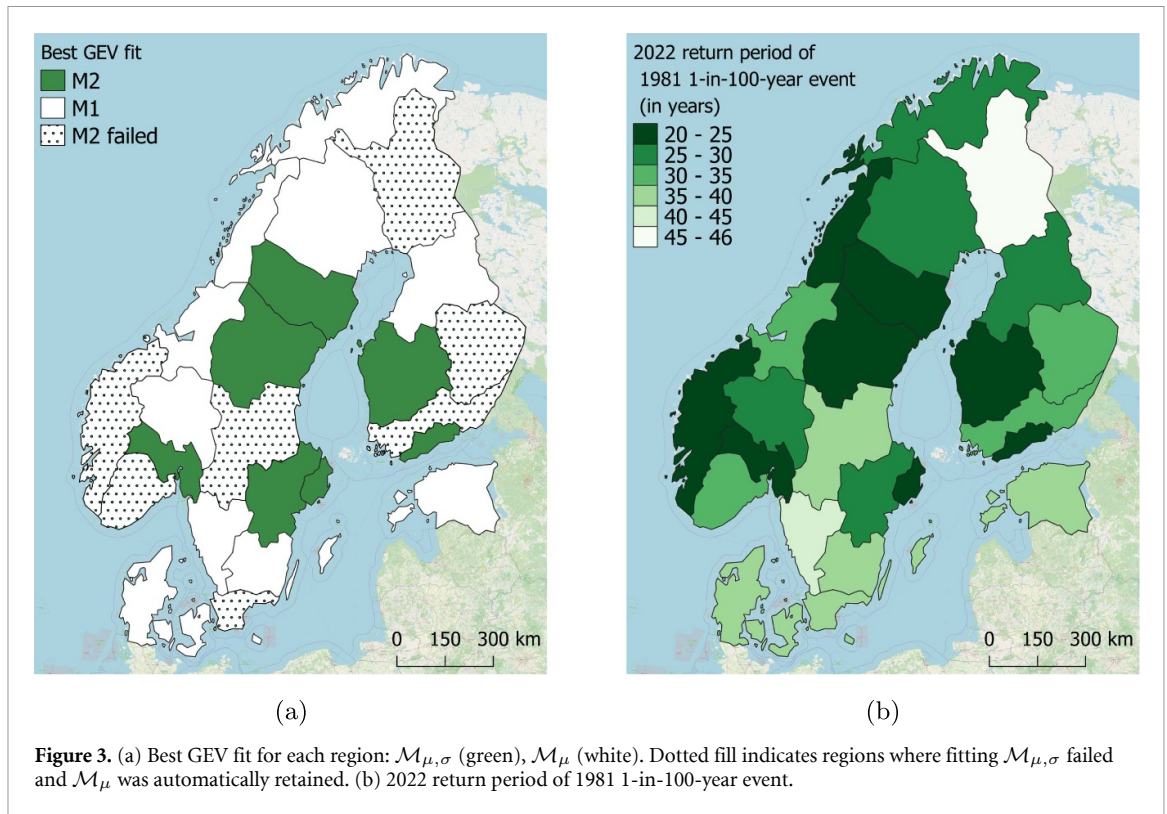 Best GEV fit
M2
M1
M2 failed
0 150 300 km
(a)
2022 return period of
1981 1-in-100-year event
(in years)
20 - 25
25 - 30
30 - 35
35 - 40
40 - 45
45 - 46
0 150 300 km
(b)
Figure 3. (a) Best GEV fit for each region: ℳμ,σ (green), ℳμ (white). Dotted fill indicates regions where fitting ℳμ,σ failed
and ℳμ was automatically retained. (b) 2022 return period of 1981 1-in-100-year event.